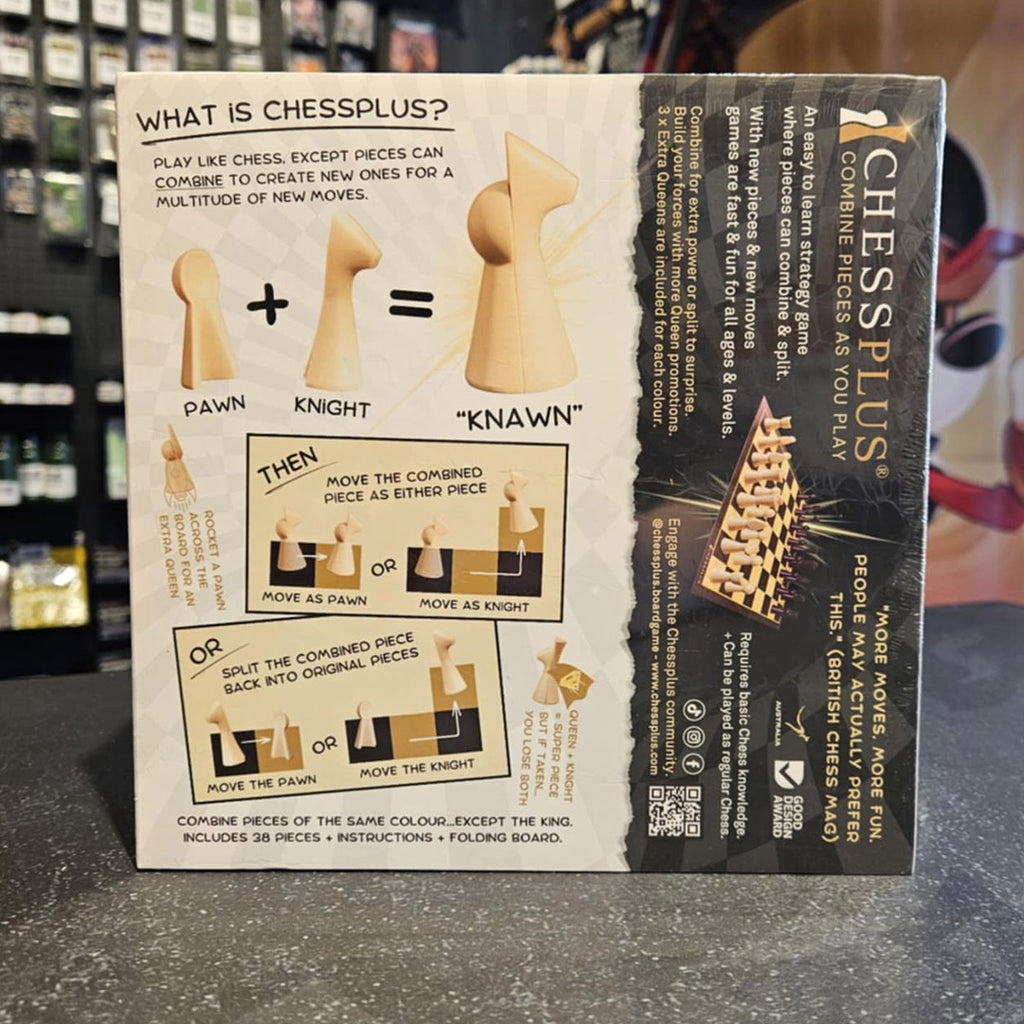 WHAT iS CHESSPLUS?
PLAY LIKE CHESS, EXCEPT PIECES CAN
COMBINE TO CREATE NEW ONES FOR A
MULTITUDE OF NEW MOVES.
+
=
PAWN
KNiGHT
“KNAWN”
THEN
MOVE THE COMBINED
PIECE AS EITHER PIECE
OR
MOVE AS PAWN
MOVE AS KNIGHT
ROCKET A PAWN
ACROSS THE
BOARD FOR AN
EXTRA QUEEN
OR
SPLIT THE COMBINED PIECE
BACK INTO ORIGINAL PIECES
OR
MOVE THE PAWN
MOVE THE KNIGHT
QUEEN + KNIGHT
= SUPER PIECE
BUT IF TAKEN...
YOU LOSE BOTH
COMBINE PIECES OF THE SAME COLOUR...EXCEPT THE KING.
INCLUDES 38 PIECES + INSTRUCTIONS + FOLDING BOARD.
CHESSPLUS®
COMBINE PIECES AS YOU PLAY
An easy to learn strategy game
where pieces can combine & split.
With new pieces & new moves
games are fast & fun for all ages & levels.
Combine for extra power or split to surprise.
Build your forces with more Queen promotions.
3 x Extra Queens are included for each colour.
"MORE MOVES, MORE FUN.
PEOPLE MAY ACTUALLY PREFER
THIS." (BRITISH CHESS MAG)
AUSTRALIA
GOOD
DESIGN
AWARD
Requires basic Chess knowledge.
+ Can be played as regular Chess.
Engage with the Chessplus community.
@chessplus.boardgame • www.chessplus.com